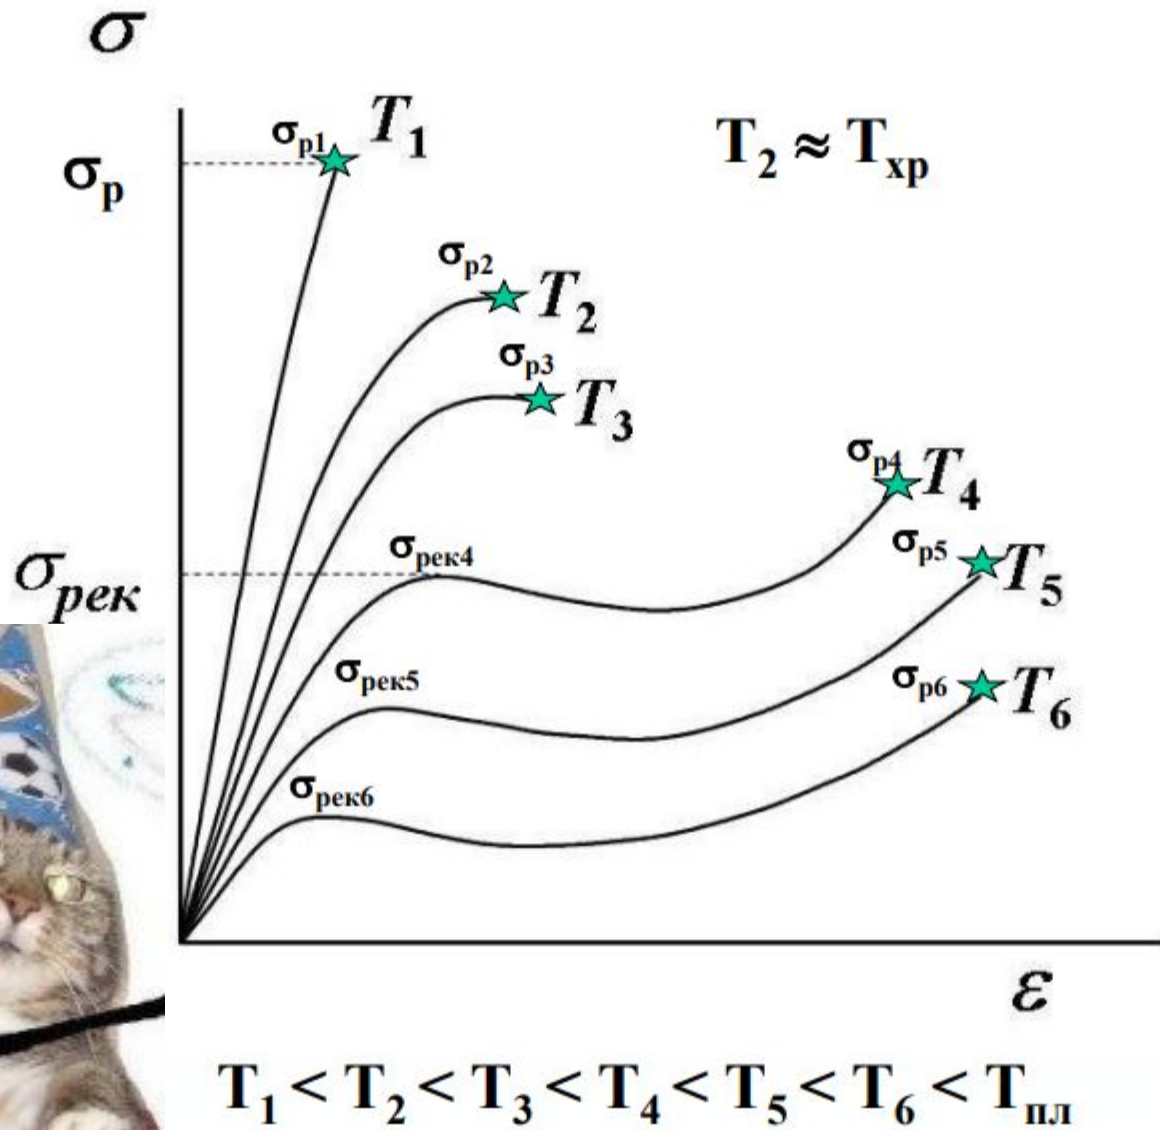 σ
σр
σр1 T1
T2 ≈ Tхр
σр2 T2
σр3 T3
σр4 T4
σрек
σрек4
σр5 T5
σрек5
σр6 T6
σрек6
ε
T1 < T2 < T3 < T4 < T5 < T6 < Tпл